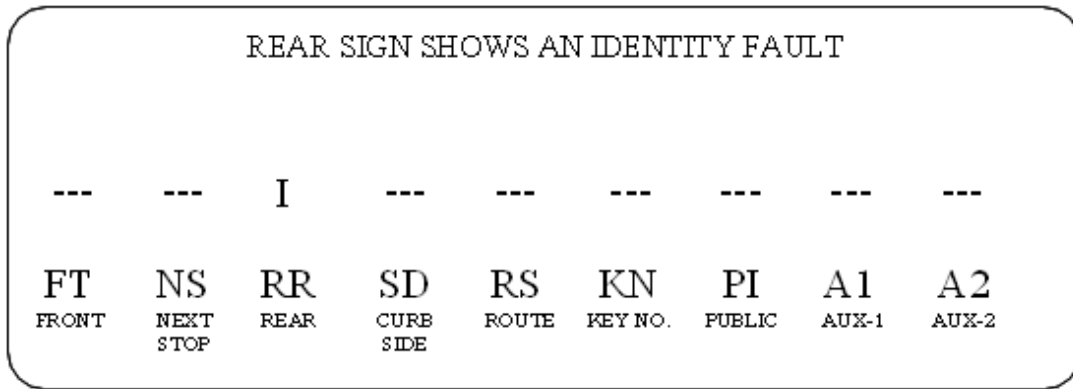 REAR SIGN SHOWS AN IDENTITY FAULT
--- --- I --- --- --- --- --- ---
FT NS RR SD RS KN PI A1 A2
FRONT NEXT REAR CURB ROUTE KEY NO. PUBLIC AUX-1 AUX-2
STOP SIDE